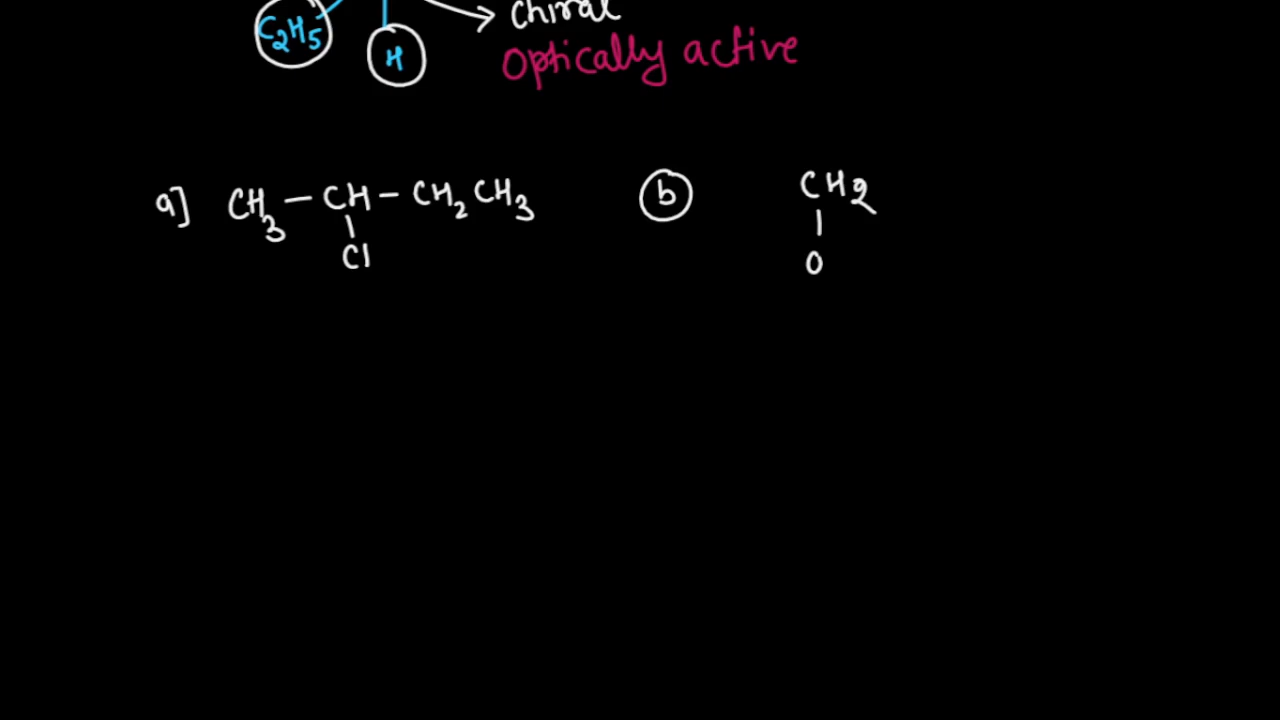 C2H5 H Chiral
Optically active
a] CH3 - CH - CH2CH3
Cl
b CH2
O